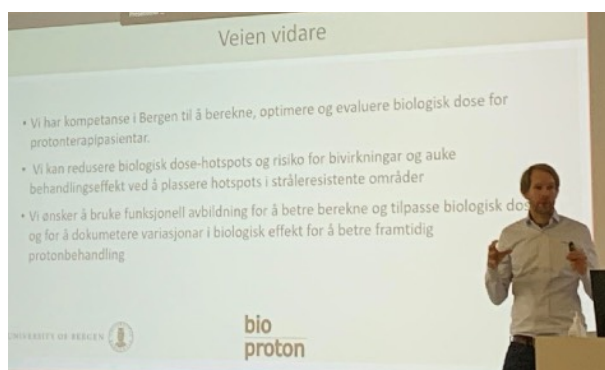 Veien vidare
• Vi har kompetanse i Bergen til å berekne, optimere og evaluere biologisk dose for
protonterapipasientar.
• Vi kan redusere biologisk dose-hotspots og risiko for bivirkningar og auke
behandlingseffekt ved å plassere hotspots i stråleresistente områder
• Vi ønsker å bruke funksjonell avbildning for å betre berekne og tilpasse biologisk dos
og for å dokumetere variasjonar i biologisk effekt for å betre framtidig
protonbehandling
UNIVERSITY OF BERGEN
bio
proton